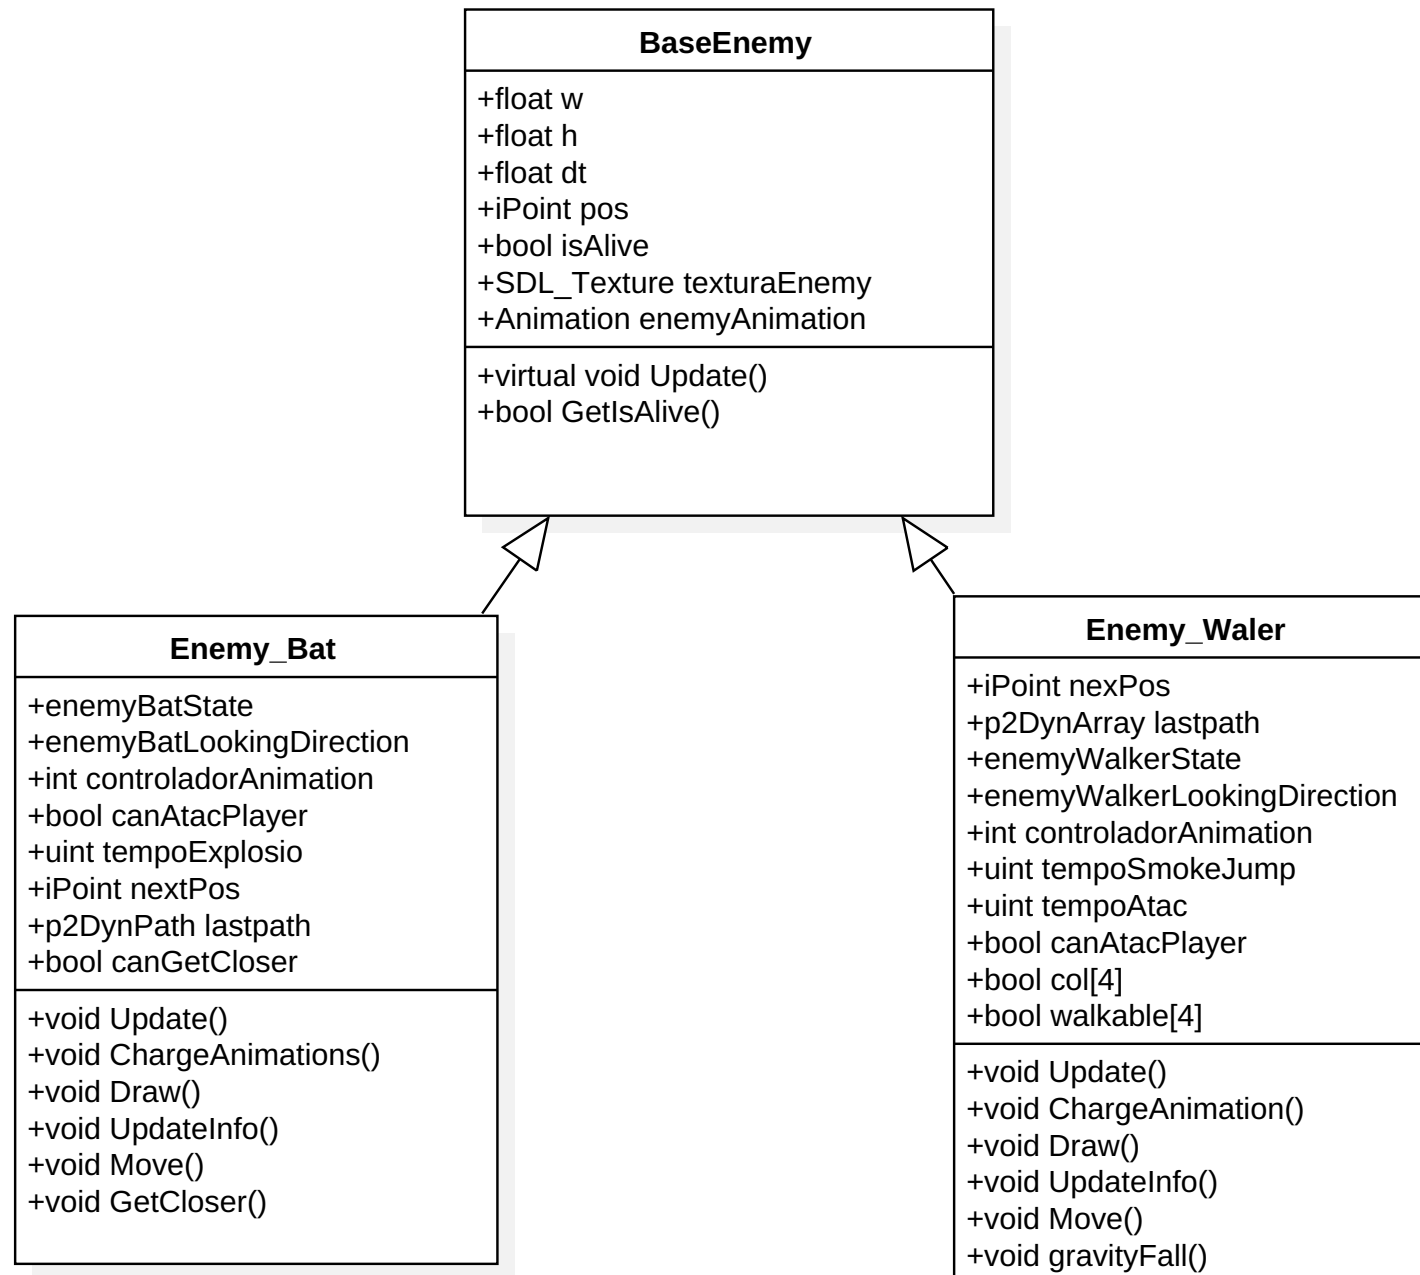 BaseEnemy
+float w
+float h
+float dt
+iPoint pos
+bool isAlive
+SDL_Texture texturaEnemy
+Animation enemyAnimation
+virtual void Update()
+bool GetIsAlive()
Enemy_Bat
+enemyBatState
+enemyBatLookingDirection
+int controladorAnimation
+bool canAtacPlayer
+uint tempoExplosio
+iPoint nextPos
+p2DynPath lastpath
+bool canGetCloser
+void Update()
+void ChargeAnimations()
+void Draw()
+void UpdateInfo()
+void Move()
+void GetCloser()
Enemy_Waler
+iPoint nexPos
+p2DynArray lastpath
+enemyWalkerState
+enemyWalkerLookingDirection
+int controladorAnimation
+uint tempoSmokeJump
+uint tempoAtac
+bool canAtacPlayer
+bool col[4]
+bool walkable[4]
+void Update()
+void ChargeAnimation()
+void Draw()
+void UpdateInfo()
+void Move()
+void gravityFall()